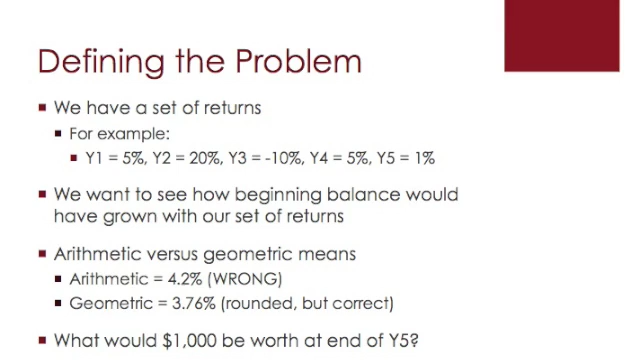 Defining the Problem
We have a set of returns
For example:
Y1 = 5%, Y2 = 20%, Y3 = -10%, Y4 = 5%, Y5 = 1%
We want to see how beginning balance would
have grown with our set of returns
Arithmetic versus geometric means
Arithmetic = 4.2% (WRONG)
Geometric = 3.76% (rounded, but correct)
What would $1,000 be worth at end of Y5?